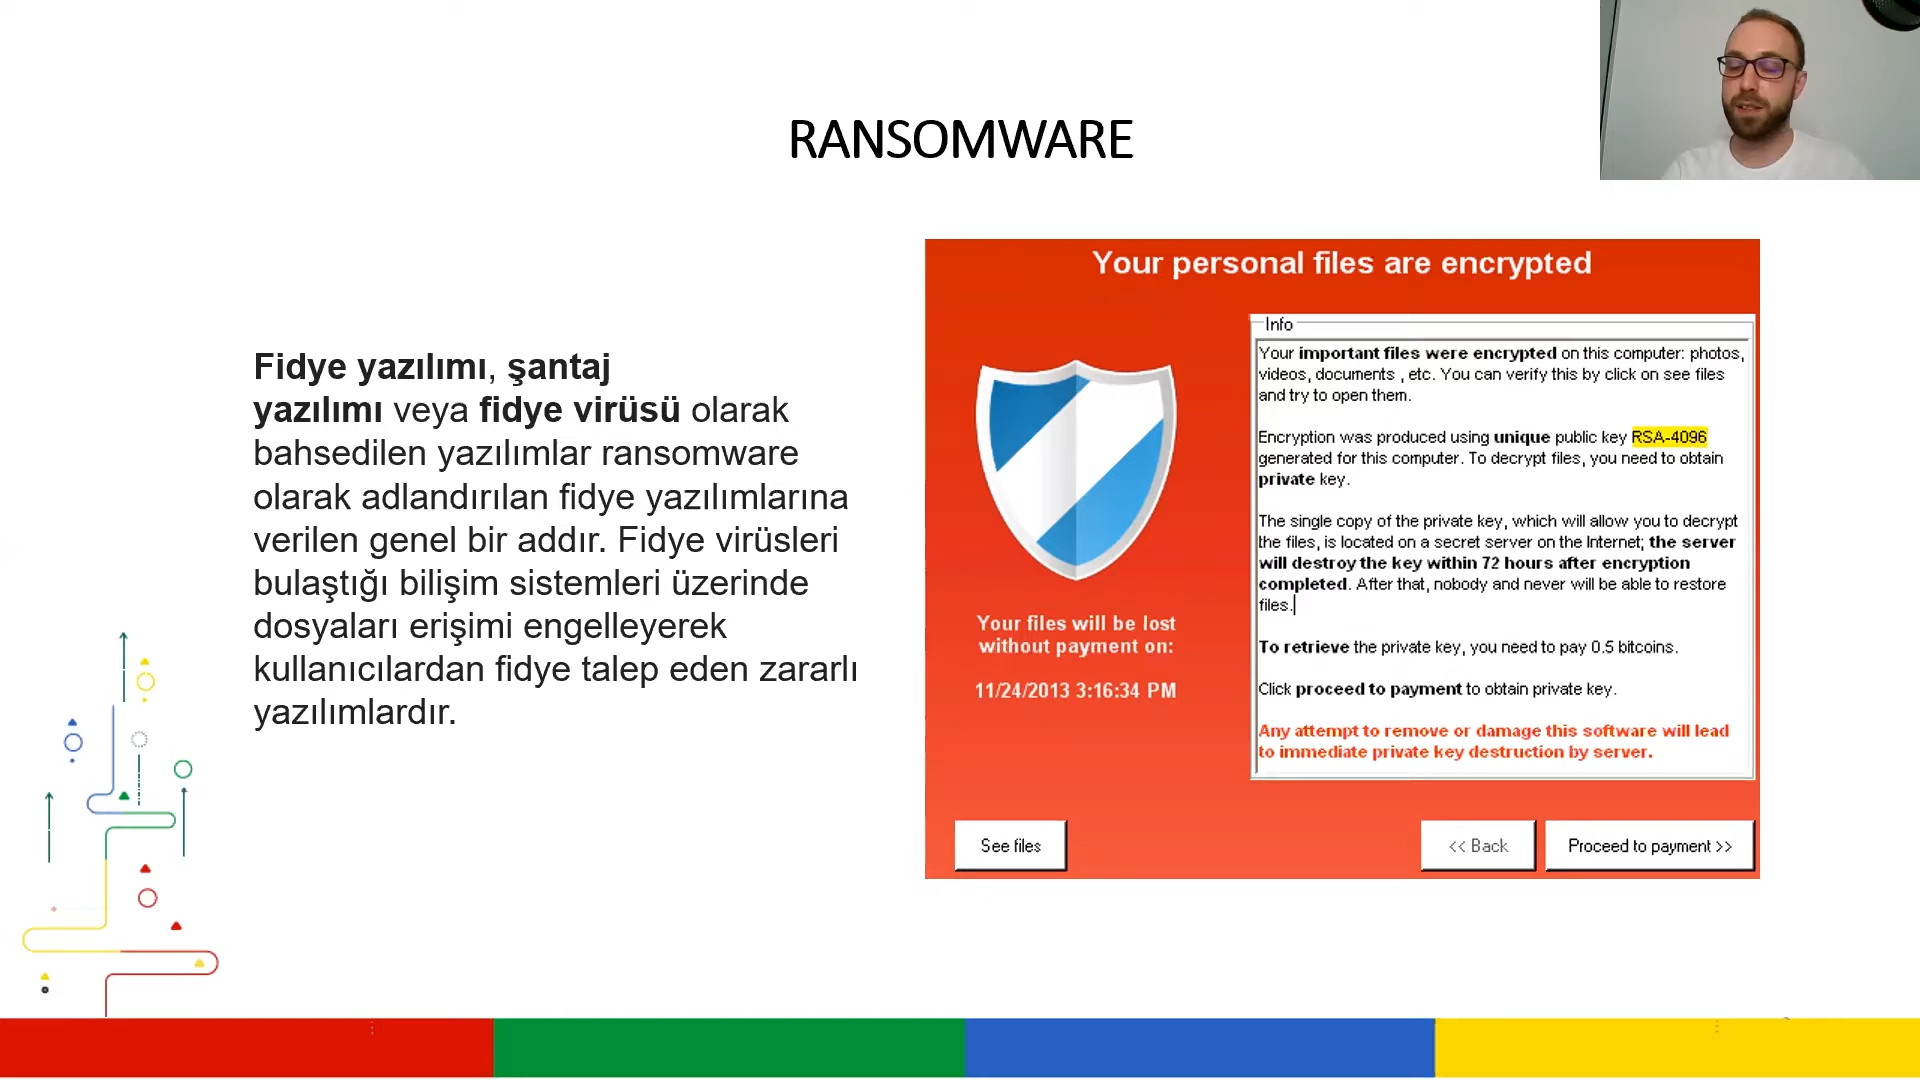 RANSOMWARE
Fidye yazılımı, şantaj
yazılımı veya fidye virüsü olarak
bahsedilen yazılımlar ransomware
olarak adlandırılan fidye yazılımlarına
verilen genel bir addır. Fidye virüsleri
bulaştığı bilişim sistemleri üzerinde
dosyaları erişimi engelleyerek
kullanıcılardan fidye talep eden zararlı
yazılımlardır.
Your personal files are encrypted
Your files will be lost
without payment on:
11/24/2013 3:16:34 PM
Info
Your important files were encrypted on this computer: photos,
videos, documents , etc. You can verify this by click on see files
and try to open them.
Encryption was produced using unique public key RSA-4096
generated for this computer. To decrypt files, you need to obtain
private key.
The single copy of the private key, which will allow you to decrypt
the files, is located on a secret server on the Internet; the server
will destroy the key within 72 hours after encryption
completed. After that, nobody and never will be able to restore
files.
To retrieve the private key, you need to pay 0.5 bitcoins.
Click proceed to payment to obtain private key.
Any attempt to remove or damage this software will lead
to immediate private key destruction by server.
See files
<< Back
Proceed to payment >>